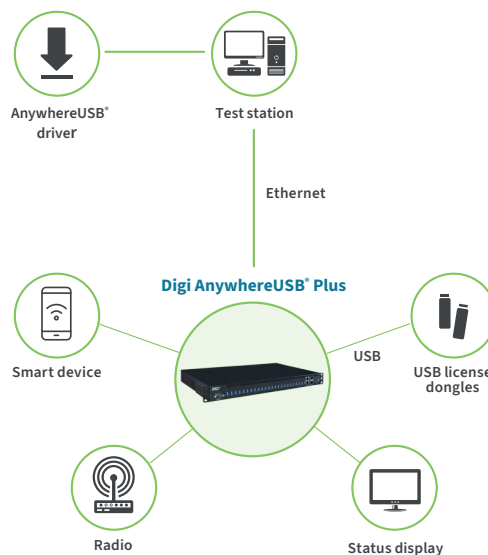 AnywhereUSB®
driver
Test station
Ethernet
Digi AnywhereUSB® Plus
Smart device
USB
USB license
dongles
Radio
Status display